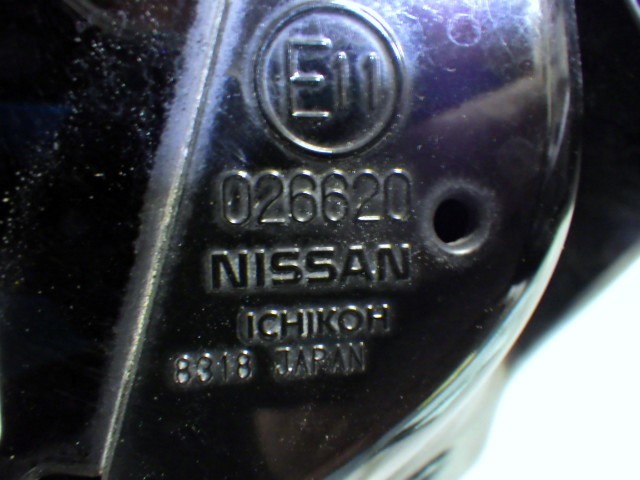 E11
026620
NISSAN
ICHIKOH
8318 JAPAN